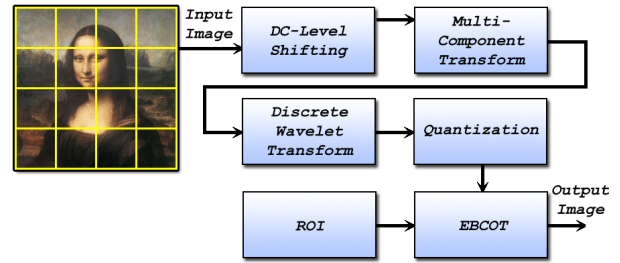 Input
Image
DC-Level
Shifting
Multi-
Component
Transform
Discrete
Wavelet
Transform
Quantization
ROI
EBCOT
Output
Image